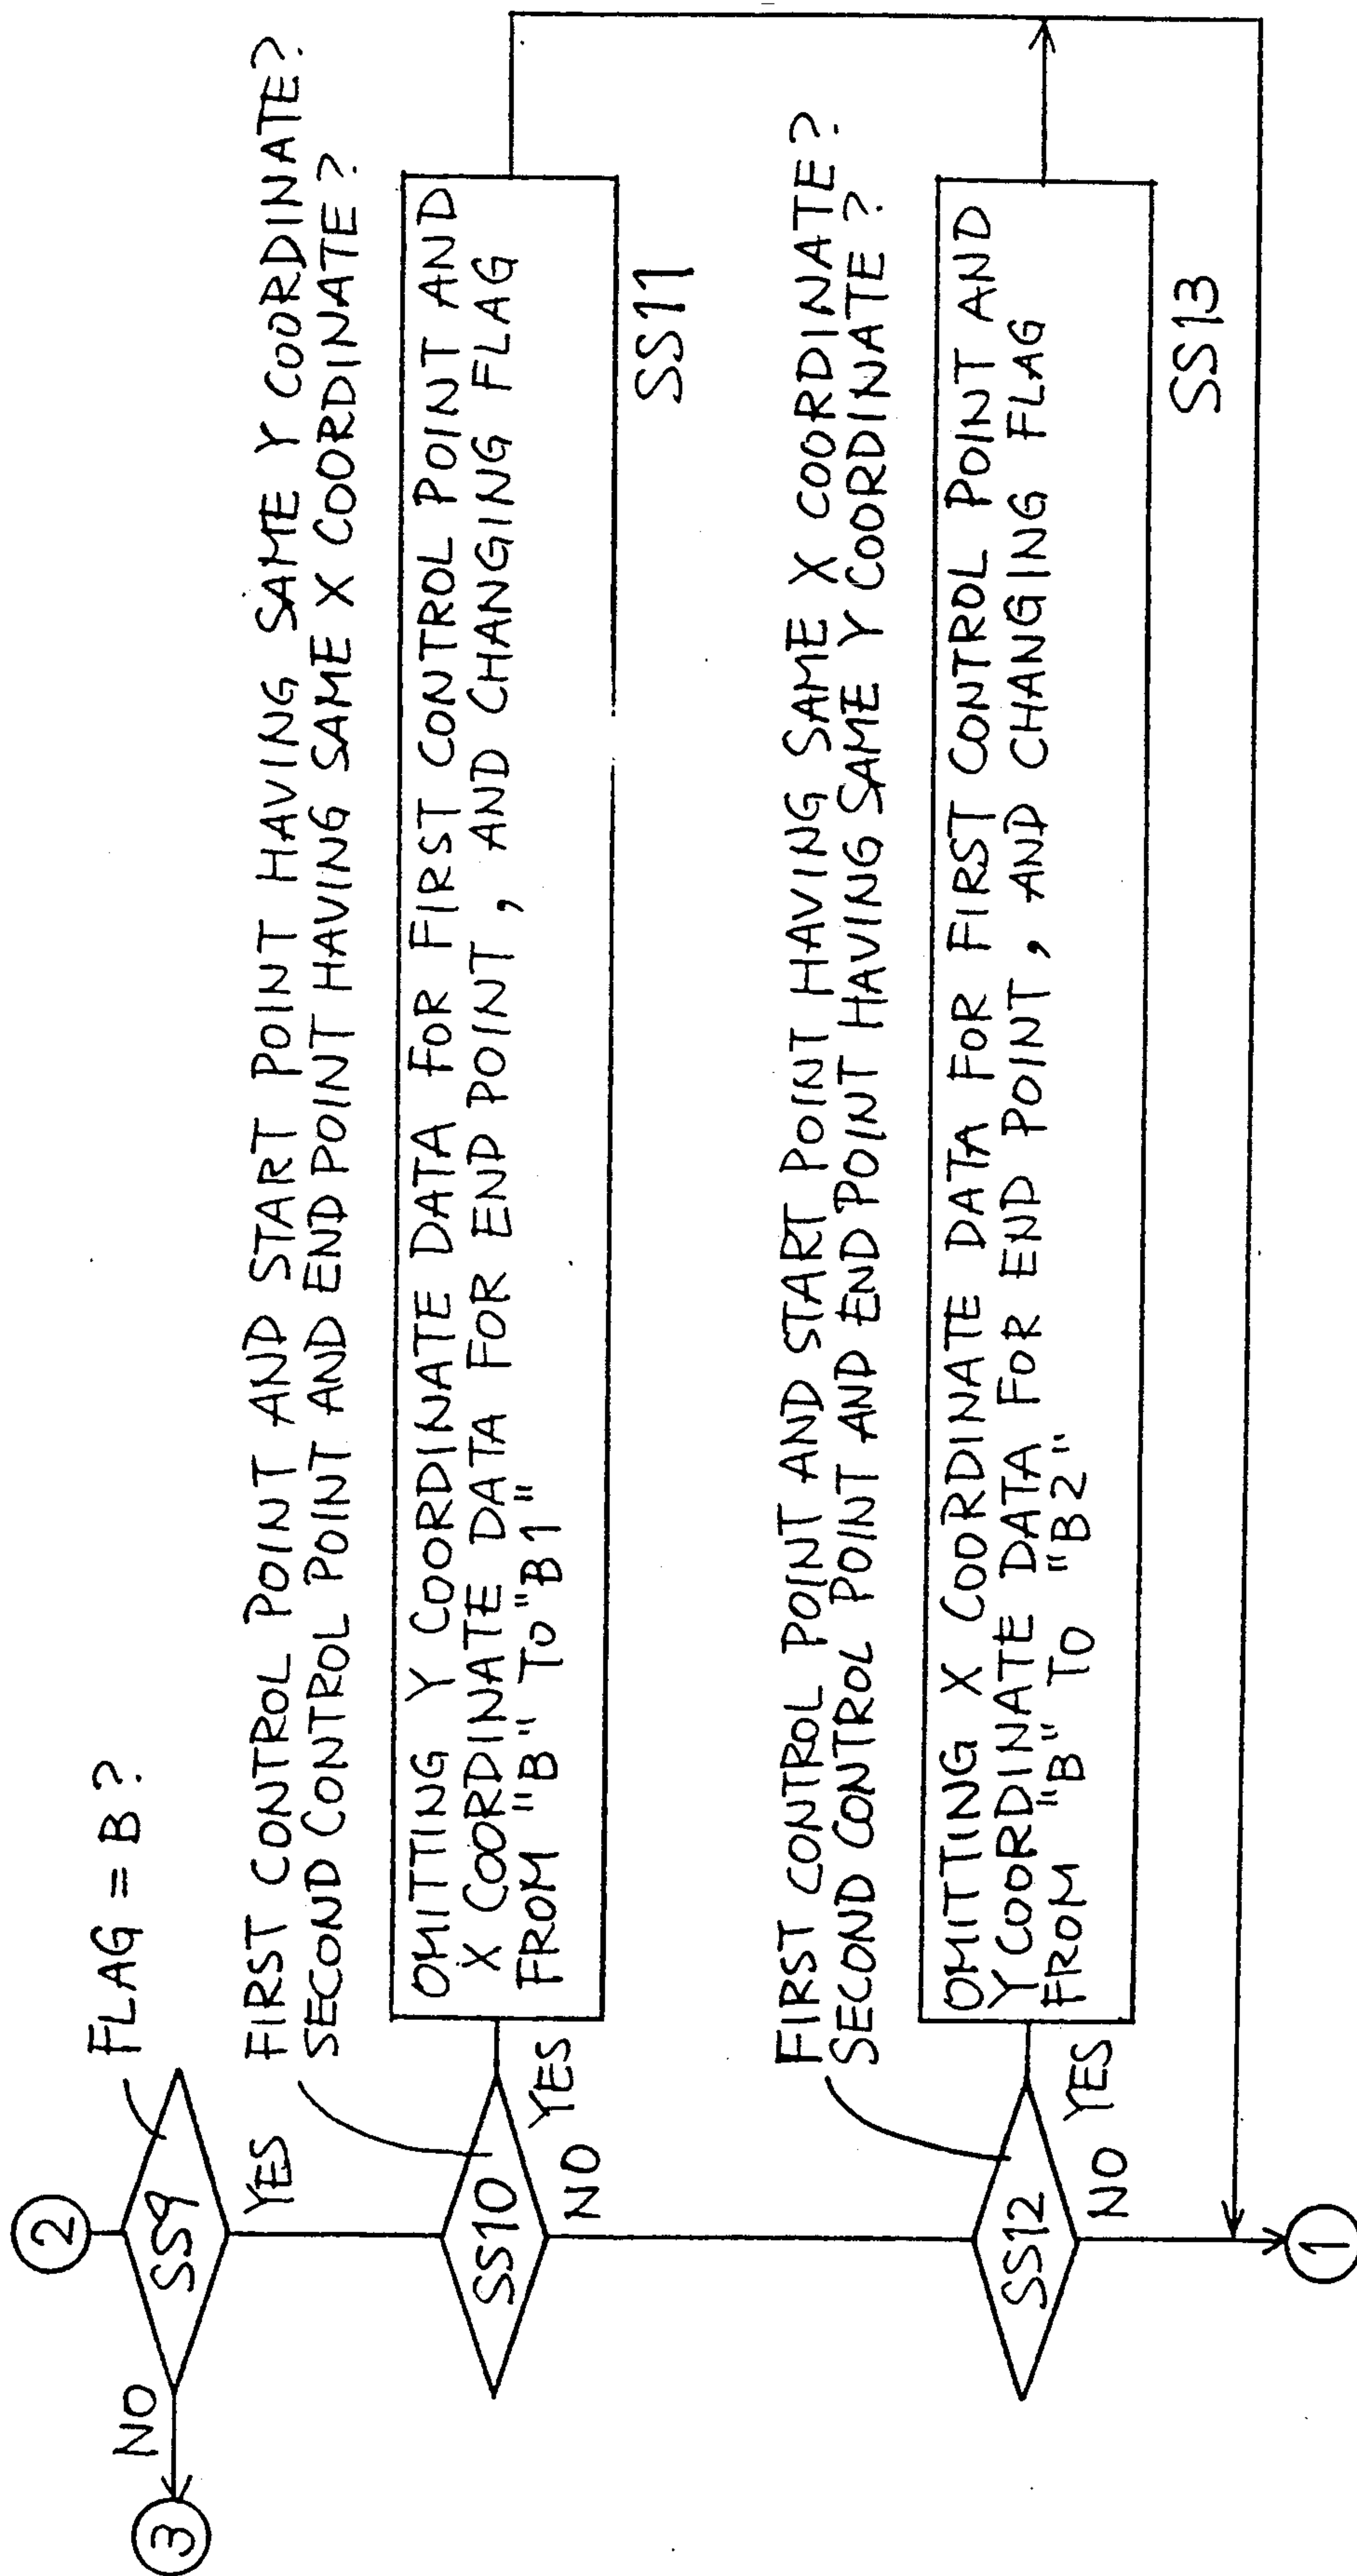 2
FLAG = B?
SS9
NO
3
YES
FIRST CONTROL POINT AND START POINT HAVING SAME Y COORDINATE?
SECOND CONTROL POINT AND END POINT HAVING SAME X COORDINATE?
SS10
YES
NO
OMITTING Y COORDINATE DATA FOR FIRST CONTROL POINT AND
X COORDINATE DATA FOR END POINT, AND CHANGING FLAG
FROM "B" TO "B1"
SS11
FIRST CONTROL POINT AND START POINT HAVING SAME X COORDINATE?
SECOND CONTROL POINT AND END POINT HAVING SAME Y COORDINATE?
SS12
YES
NO
OMITTING X COORDINATE DATA FOR FIRST CONTROL POINT AND
Y COORDINATE DATA FOR END POINT, AND CHANGING FLAG
FROM "B" TO "B2"
SS13
1